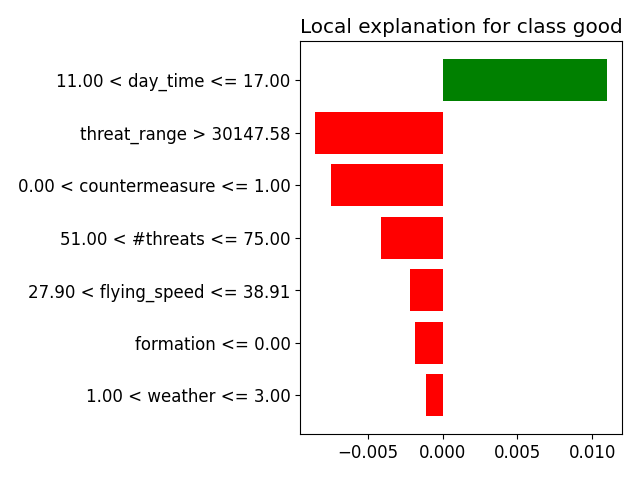 Local explanation for class good
11.00 < day_time <= 17.00
threat_range > 30147.58
0.00 < countermeasure <= 1.00
51.00 < #threats <= 75.00
27.90 < flying_speed <= 38.91
formation <= 0.00
1.00 < weather <= 3.00
−0.005 0.000 0.005 0.010